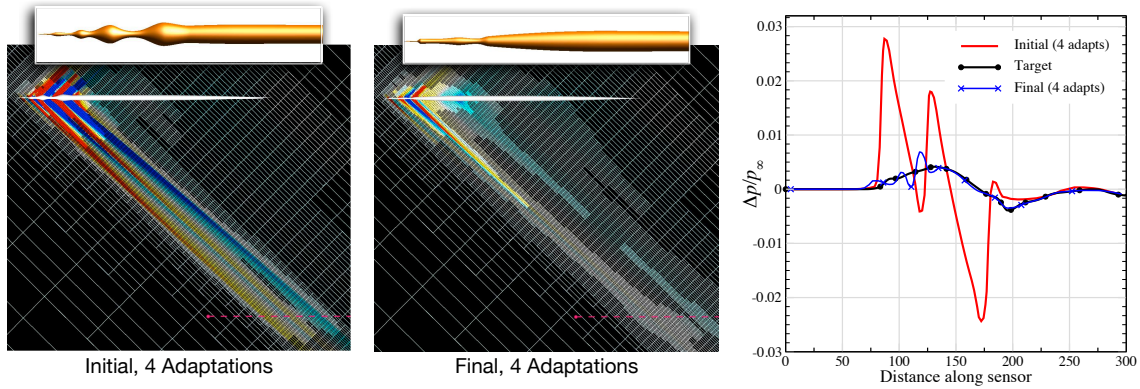 Initial, 4 Adaptations
Final, 4 Adaptations
0.03
0.02
0.01
0
-0.01
-0.02
-0.03
Δp/p∞
Initial (4 adapts)
Target
Final (4 adapts)
0 50 100 150 200 250 300
Distance along sensor